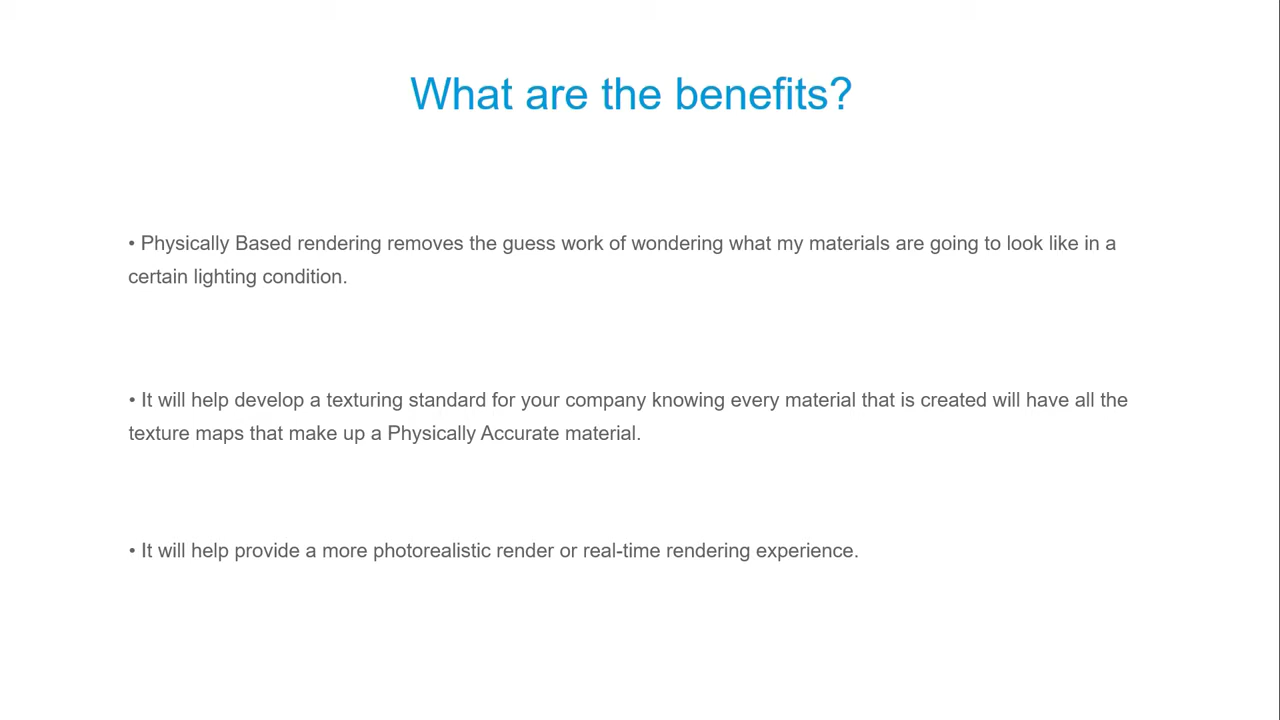 What are the benefits?
• Physically Based rendering removes the guess work of wondering what my materials are going to look like in a
certain lighting condition.
• It will help develop a texturing standard for your company knowing every material that is created will have all the
texture maps that make up a Physically Accurate material.
• It will help provide a more photorealistic render or real-time rendering experience.